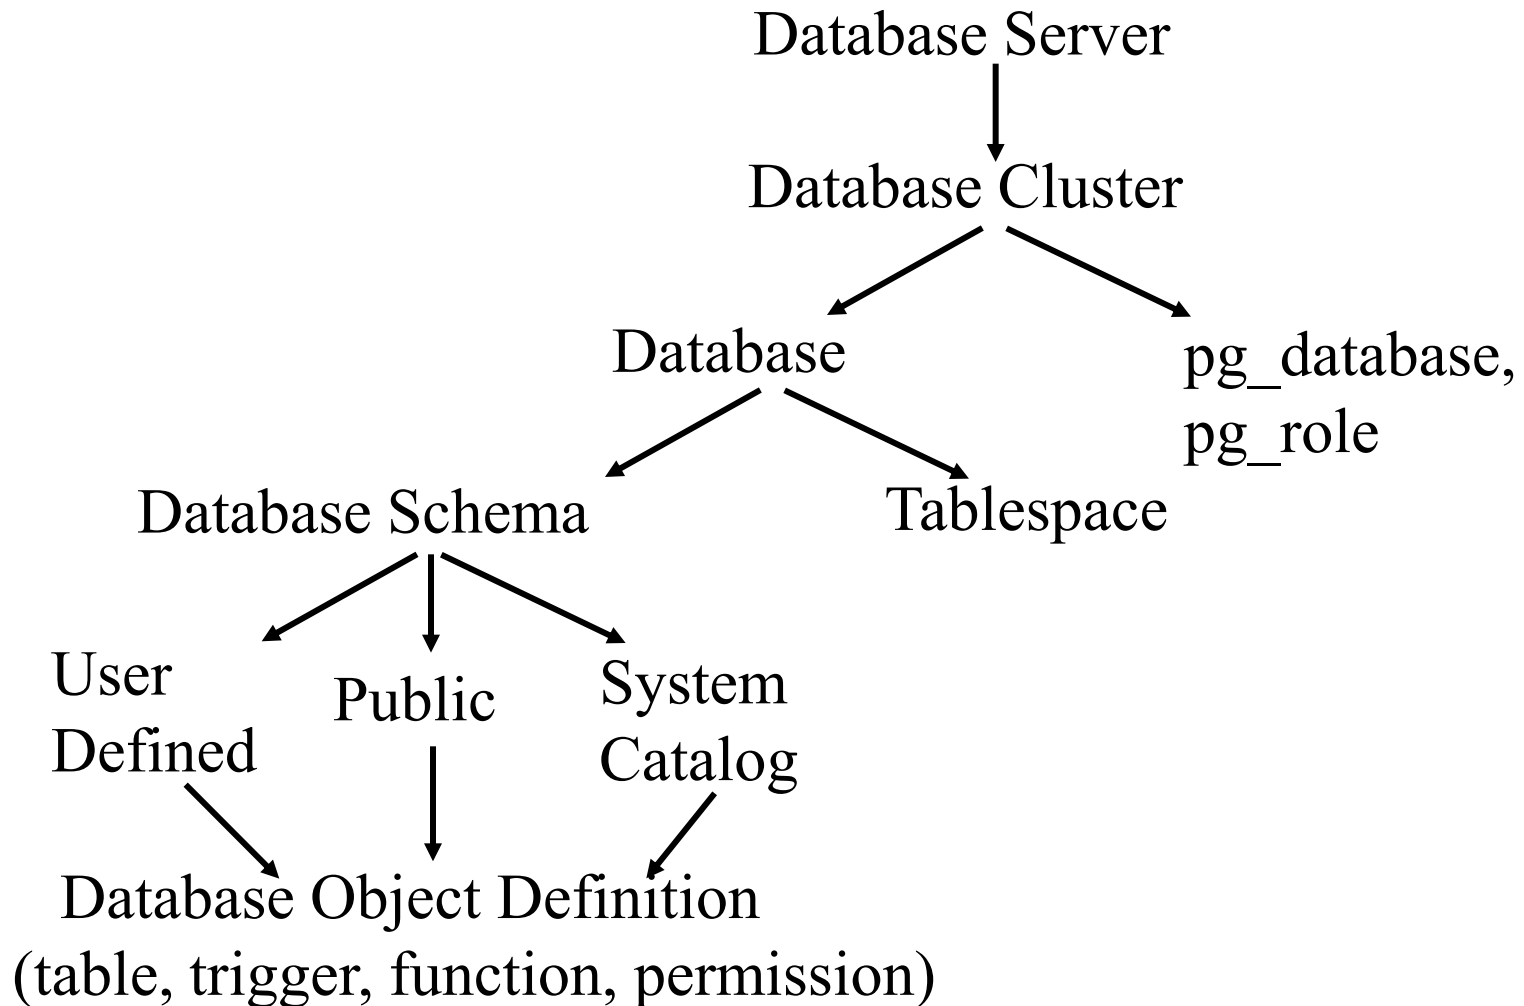 Database Server
Database Cluster
Database
pg_database,
pg_role
Database Schema
Tablespace
User
Defined
Public
System
Catalog
Database Object Definition
(table, trigger, function, permission)